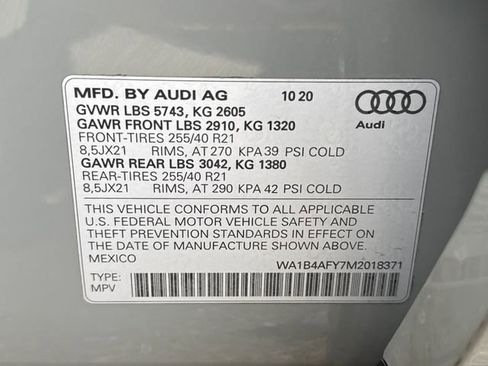 MFD. BY AUDI AG 10 20
GVWR LBS 5743, KG 2605
GAWR FRONT LBS 2910, KG 1320
Audi
FRONT-TIRES 255/40 R21
8,5JX21 RIMS, AT 270 KPA 39 PSI COLD
GAWR REAR LBS 3042, KG 1380
REAR-TIRES 255/40 R21
8,5JX21 RIMS, AT 290 KPA 42 PSI COLD
THIS VEHICLE CONFORMS TO ALL APPLICABLE
U.S. FEDERAL MOTOR VEHICLE SAFETY AND
THEFT PREVENTION STANDARDS IN EFFECT ON
THE DATE OF MANUFACTURE SHOWN ABOVE.
MEXICO WA1B4AFY7M2018371
TYPE:
MPV